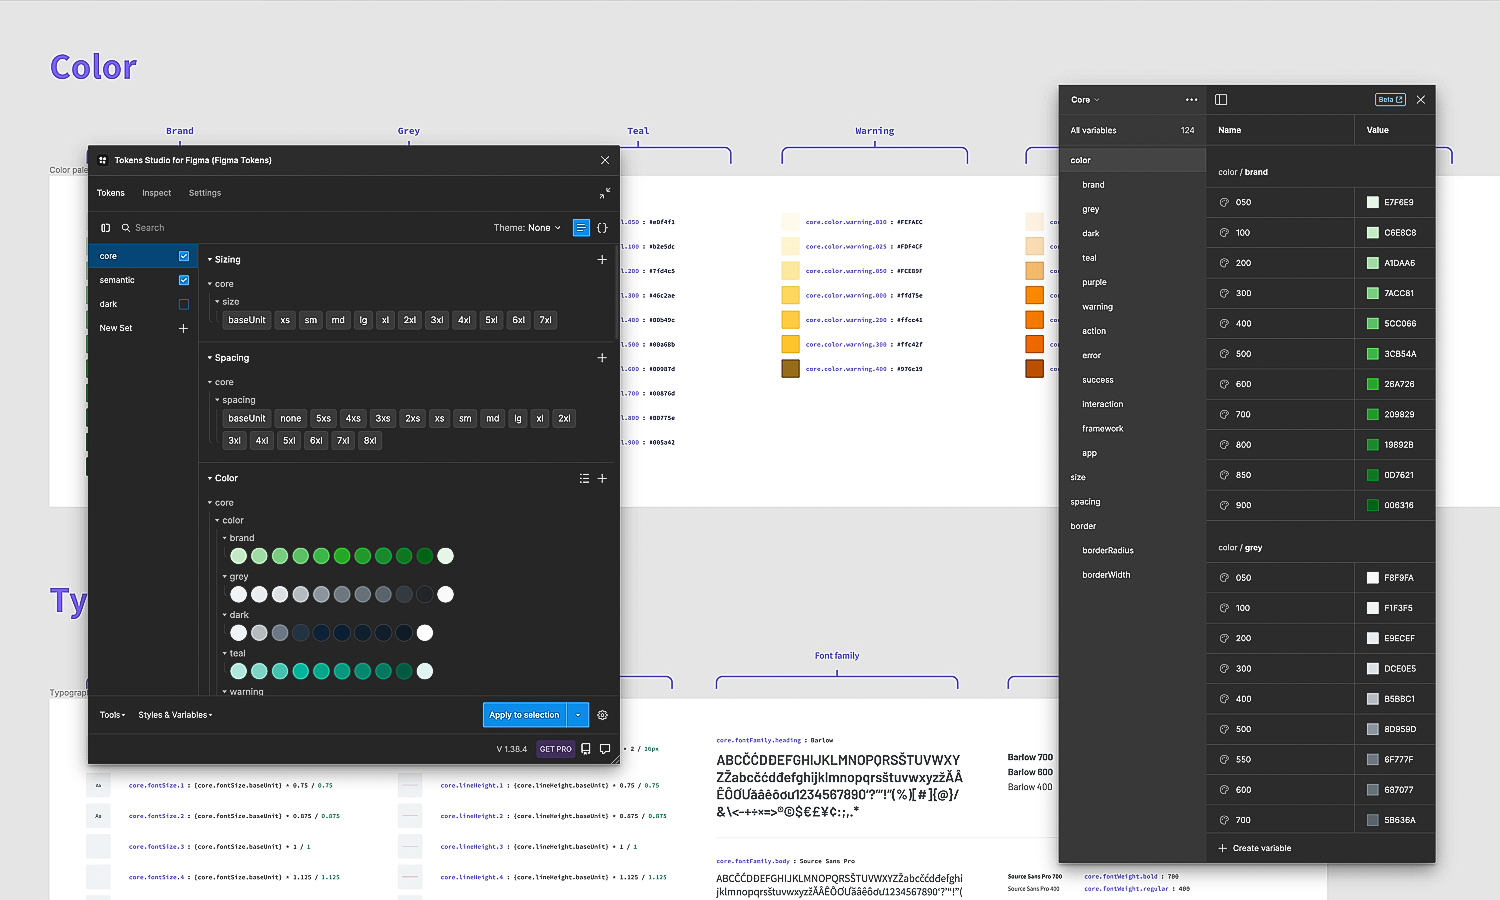 Color
Brand
Grey
Teal
Warning
Color pale
l.050 : #e0f4f1
l.100 : #b2e5dc
l.200 : #7fd4c5
l.300 : #46c2ae
l.400 : #00b49c
l.500 : #00a68b
l.600 : #00987d
l.700 : #00876d
l.800 : #00775e
l.900 : #005a42
core.color.warning.010 : #FEFAEC
core.color.warning.025 : #FDF4CF
core.color.warning.050 : #FCE89F
core.color.warning.000 : #ffd75e
core.color.warning.200 : #ffcc41
core.color.warning.300 : #ffc42f
core.color.warning.400 : #976c19
co
co
co
co
co
co
co
Tokens Studio for Figma (Figma Tokens)
Tokens
Inspect
Settings
Search
Theme: None
core
semantic
dark
New Set
Sizing
core
size
baseUnit xs sm md lg xl 2xl 3xl 4xl 5xl 6xl 7xl
Spacing
core
spacing
baseUnit none 5xs 4xs 3xs 2xs xs sm md lg xl 2xl
3xl 4xl 5xl 6xl 7xl 8xl
Color
core
color
brand
grey
dark
teal
warning
Tools
Styles & Variables
Apply to selection
V 1.38.4
GET PRO
Core
Beta
All variables 124
Name
Value
color
brand
grey
dark
teal
purple
warning
action
error
success
interaction
framework
app
size
spacing
border
borderRadius
borderWidth
color / brand
050 E7F6E9
100 C6E8C8
200 A1DAA6
300 7ACC81
400 5CC066
500 3CB54A
600 26A726
700 209829
800 19892B
850 0D7621
900 006316
color / grey
050 F8F9FA
100 F1F3F5
200 E9ECEF
300 DCE0E5
400 B5BBC1
500 8D959D
550 6F777F
600 687077
700 5B636A
Create variable
Ty
Typograp
Font family
* 2 / 16px
Aa
core.fontSize.1 : {core.fontSize.baseUnit} * 0.75 / 0.75
Aa
core.fontSize.2 : {core.fontSize.baseUnit} * 0.875 / 0.875
core.fontSize.3 : {core.fontSize.baseUnit} * 1 / 1
core.fontSize.4 : {core.fontSize.baseUnit} * 1.125 / 1.125
core.lineHeight.1 : {core.lineHeight.baseUnit} * 0.75 / 0.75
core.lineHeight.2 : {core.lineHeight.baseUnit} * 0.875 / 0.875
core.lineHeight.3 : {core.lineHeight.baseUnit} * 1 / 1
core.lineHeight.4 : {core.lineHeight.baseUnit} * 1.125 / 1.125
core.fontFamily.heading : Barlow
ABCČĆDĐEFGHIJKLMNOPQRSŠTUVWXY
ZŽabcčćdđefghijklmnopqrsštuvwxyzžĂÂ
ÊÔƠƯăâêôơư1234567890‘?’“!”(%)[#]{@}/
&\<-+÷×=>®©$€£¥¢:;,.*
core.fontFamily.body : Source Sans Pro
ABCČĆDĐEFGHIJKLMNOPQRSŠTUVWXYZŽabcčćdđefghi
jklmnopqrsštuvwxyzžĂÂÊÔƠƯăâêôơư1234567890‘?’“!”(
Barlow 700
Barlow 600
Barlow 400
Source Sans Pro 700
Source Sans Pro 400
core.fontWeight.bold : 700
core.fontWeight.regular : 400